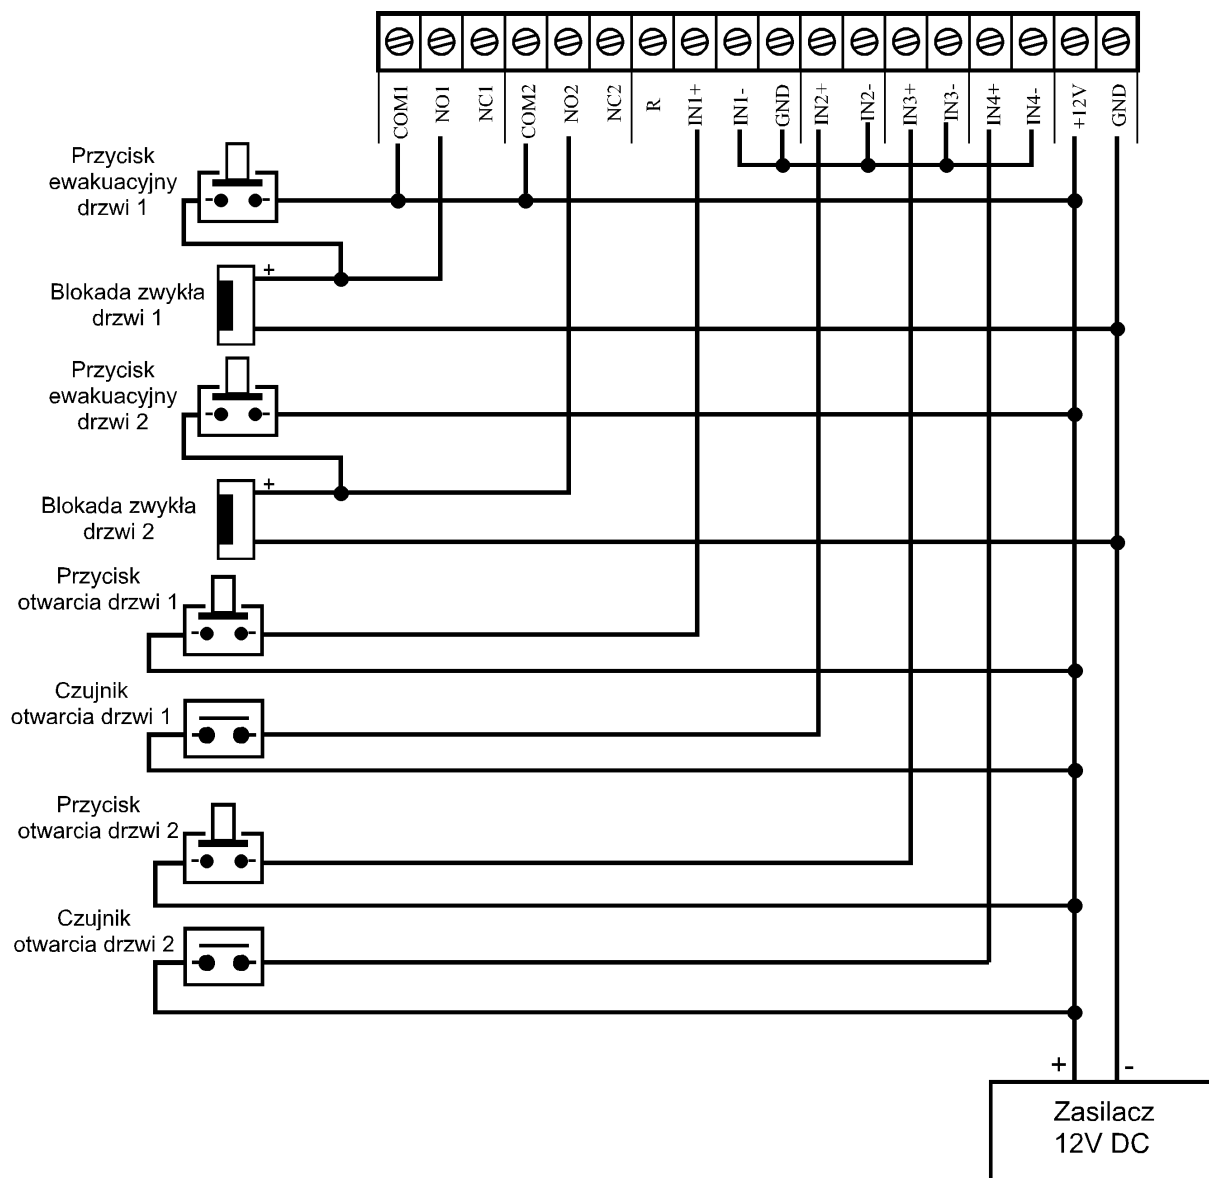 COM1
NO1
NC1
COM2
NO2
NC2
R
IN1+
IN1-
GND
IN2+
IN2-
IN3+
IN3-
IN4+
IN4-
+12V
GND
Przycisk
ewakuacyjny
drzwi 1
+
Blokada zwykła
drzwi 1
Przycisk
ewakuacyjny
drzwi 2
+
Blokada zwykła
drzwi 2
Przycisk
otwarcia drzwi 1
Czujnik
otwarcia drzwi 1
Przycisk
otwarcia drzwi 2
Czujnik
otwarcia drzwi 2
+ -
Zasilacz
12V DC